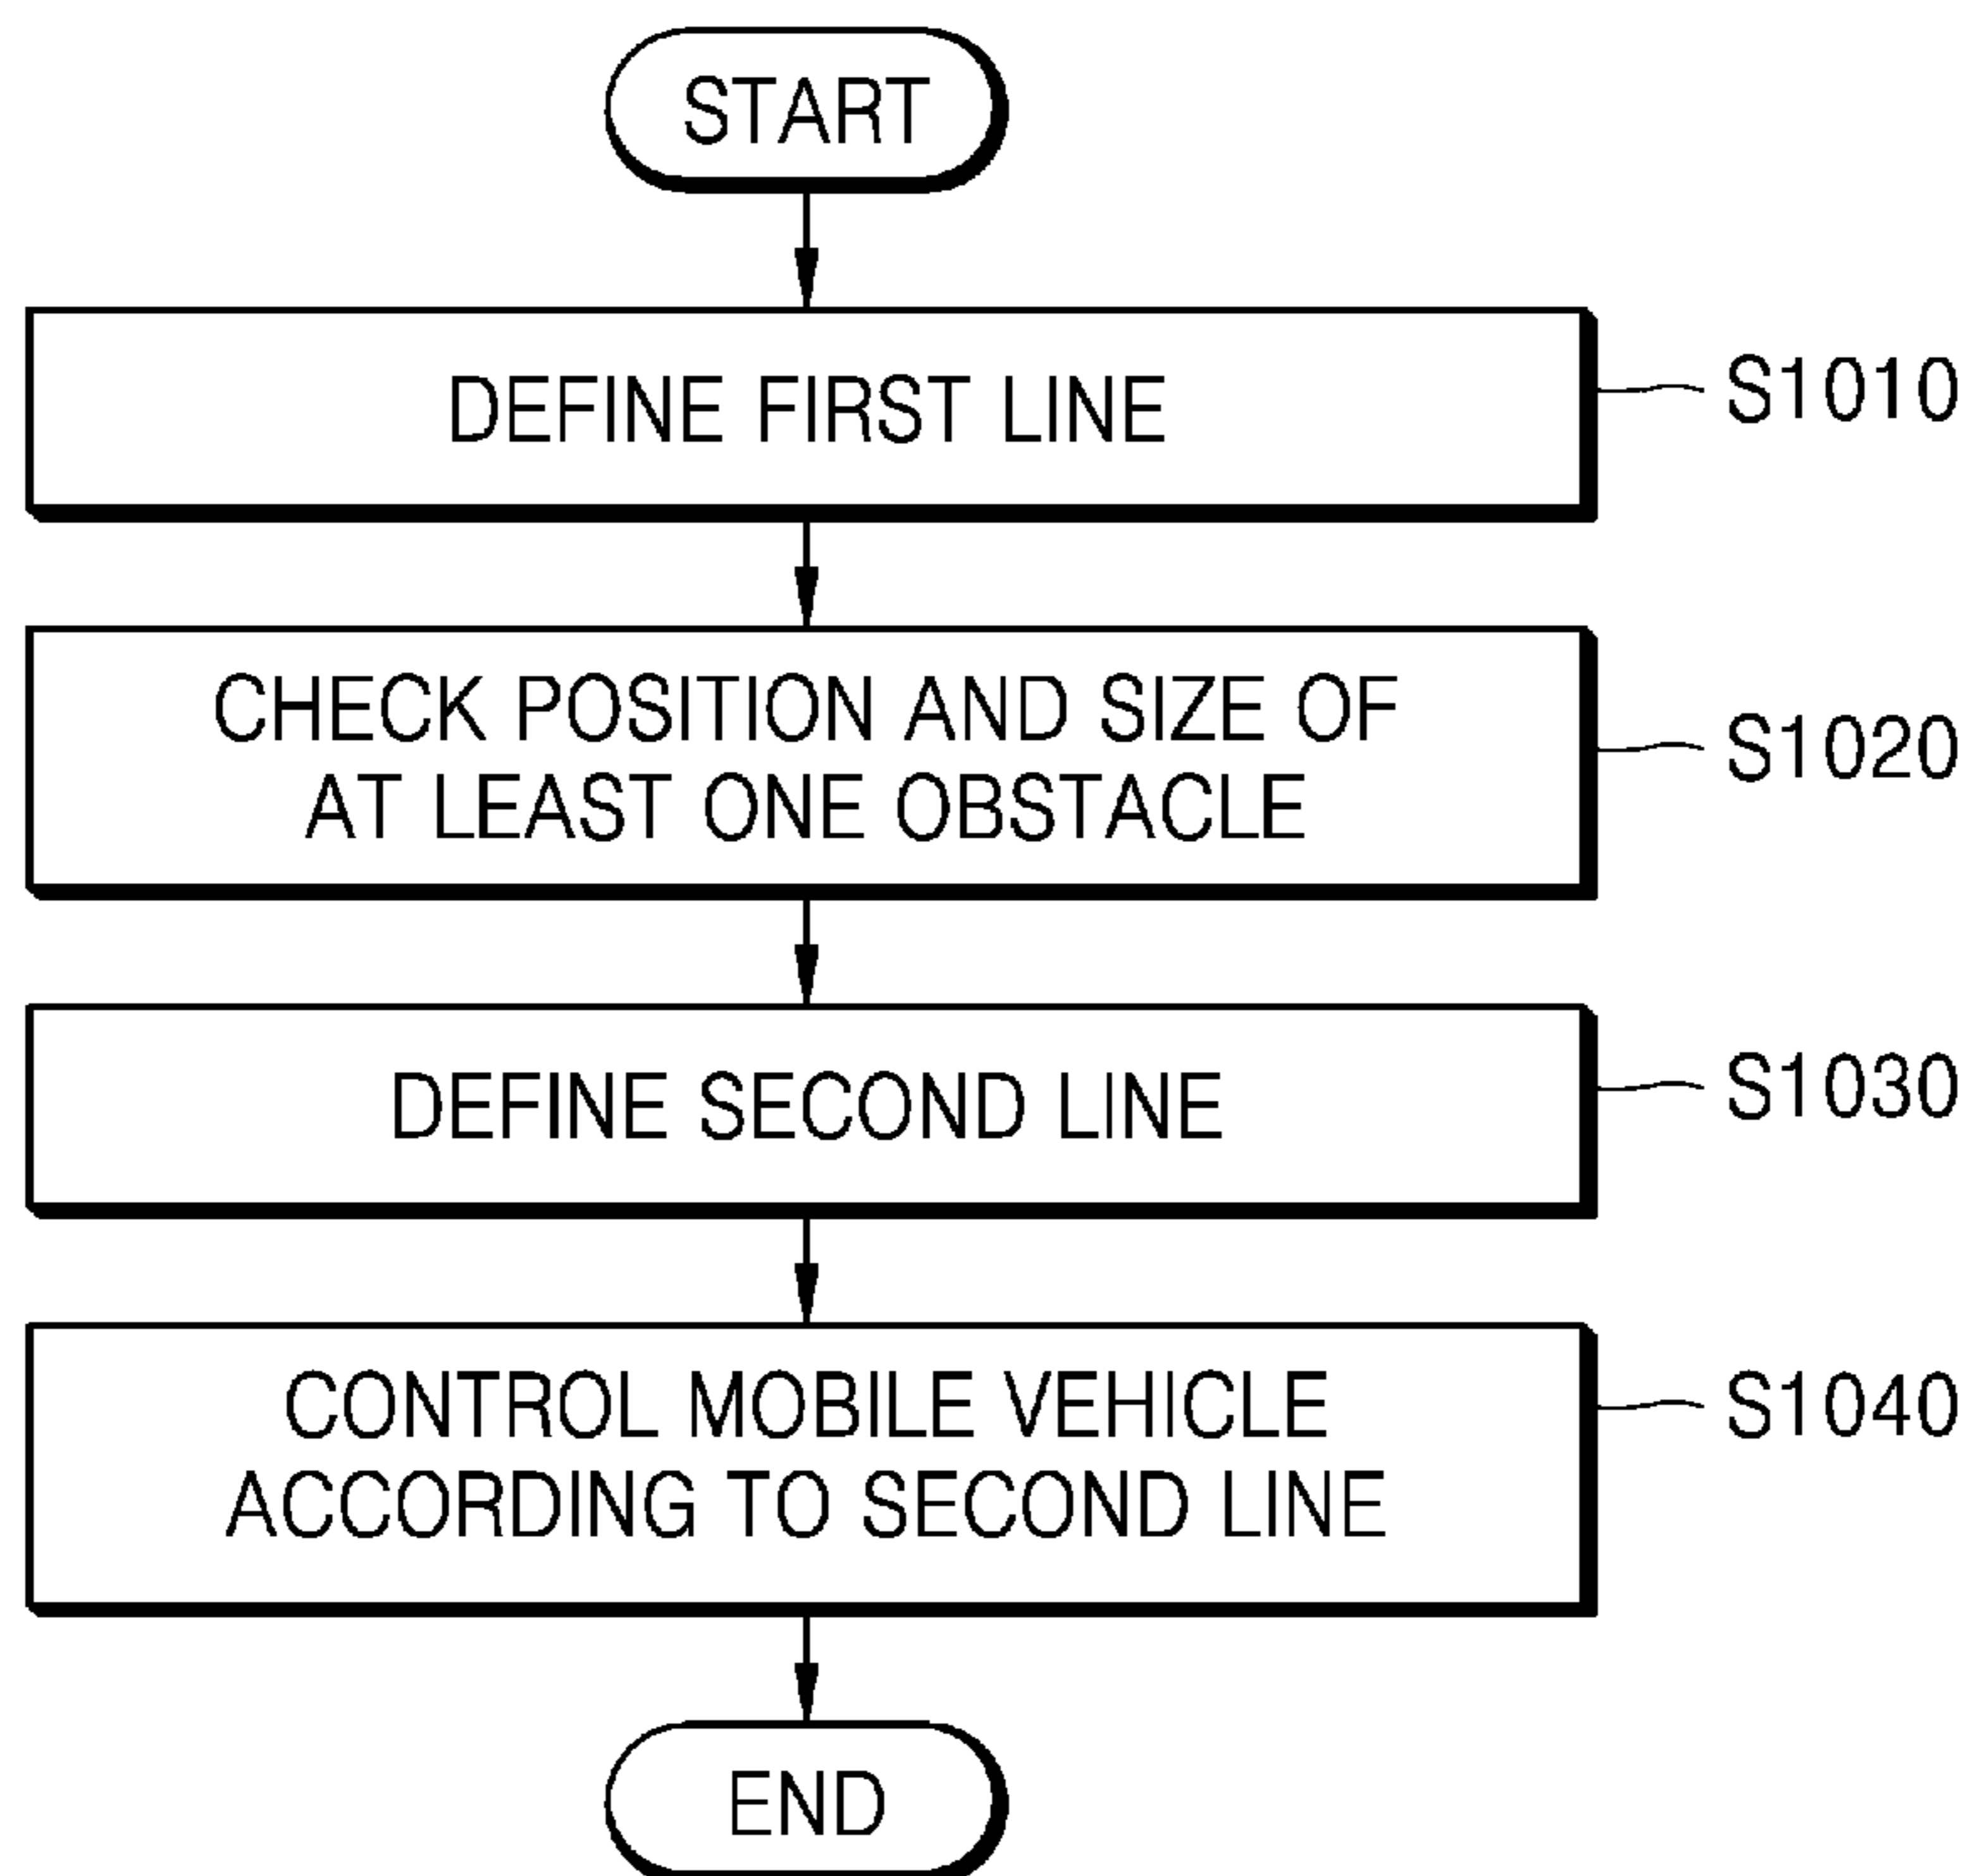 START
DEFINE FIRST LINE
S1010
CHECK POSITION AND SIZE OF
AT LEAST ONE OBSTACLE
S1020
DEFINE SECOND LINE
S1030
CONTROL MOBILE VEHICLE
ACCORDING TO SECOND LINE
S1040
END